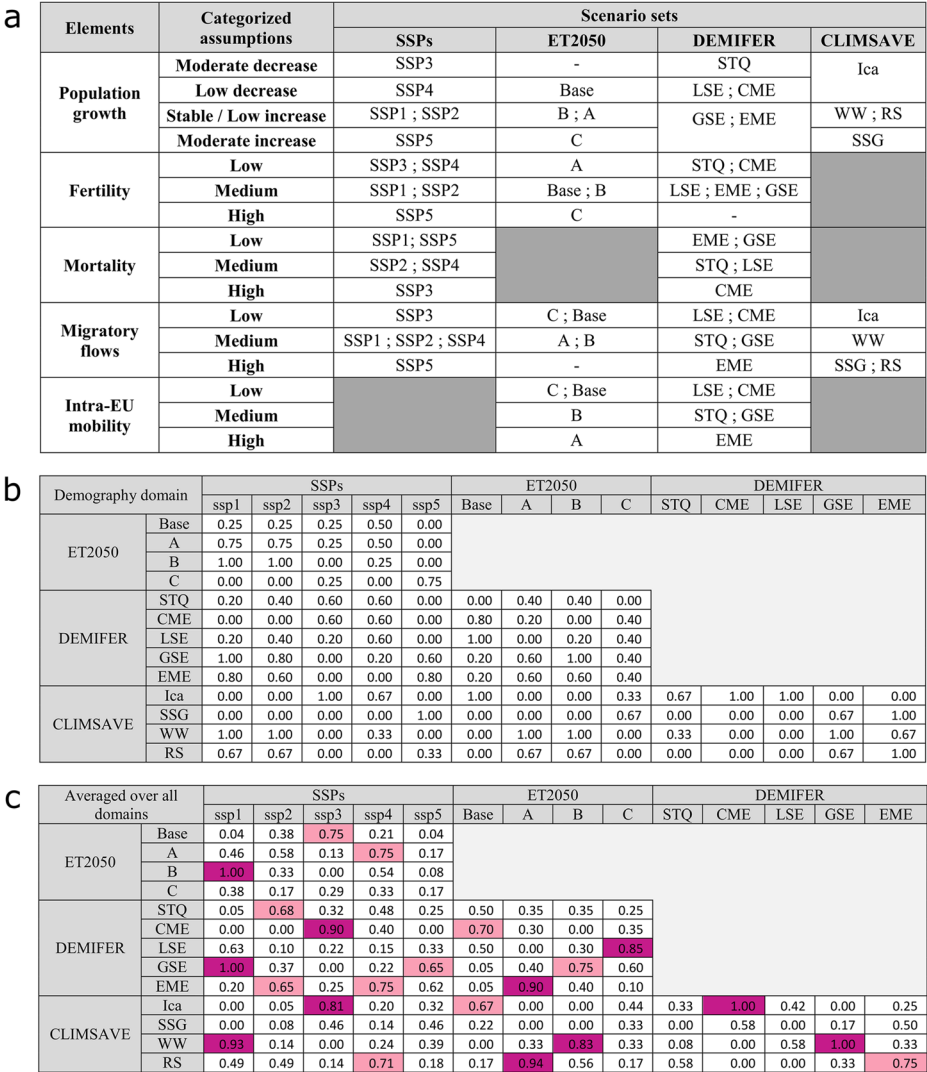 a
Elements Categorized assumptions Scenario sets
SSPs ET2050 DEMIFER CLIMSAVE
Population growth Moderate decrease SSP3 - STQ Ica
Low decrease SSP4 Base LSE ; CME
Stable / Low increase SSP1 ; SSP2 B ; A GSE ; EME WW ; RS
Moderate increase SSP5 C SSG
Fertility Low SSP3 ; SSP4 A STQ ; CME
Medium SSP1 ; SSP2 Base ; B LSE ; EME ; GSE
High SSP5 C -
Mortality Low SSP1; SSP5 EME ; GSE
Medium SSP2 ; SSP4 STQ ; LSE
High SSP3 CME
Migratory flows Low SSP3 C ; Base LSE ; CME Ica
Medium SSP1 ; SSP2 ; SSP4 A ; B STQ ; GSE WW
High SSP5 - EME SSG ; RS
Intra-EU mobility Low C ; Base LSE ; CME
Medium B STQ ; GSE
High A EME
b
Demography domain SSPs ET2050 DEMIFER
ssp1 ssp2 ssp3 ssp4 ssp5 Base A B C STQ CME LSE GSE EME
ET2050 Base 0.25 0.25 0.25 0.50 0.00
A 0.75 0.75 0.25 0.50 0.00
B 1.00 1.00 0.00 0.25 0.00
C 0.00 0.00 0.25 0.00 0.75
DEMIFER STQ 0.20 0.40 0.60 0.60 0.00 0.00 0.40 0.40 0.00
CME 0.00 0.00 0.60 0.60 0.00 0.80 0.20 0.00 0.40
LSE 0.20 0.40 0.20 0.60 0.00 1.00 0.00 0.20 0.40
GSE 1.00 0.80 0.00 0.20 0.60 0.20 0.60 1.00 0.40
EME 0.80 0.60 0.00 0.00 0.80 0.20 0.60 0.60 0.40
CLIMSAVE Ica 0.00 0.00 1.00 0.67 0.00 1.00 0.00 0.00 0.33 0.67 1.00 1.00 0.00 0.00
SSG 0.00 0.00 0.00 0.00 1.00 0.00 0.00 0.00 0.67 0.00 0.00 0.00 0.67 1.00
WW 1.00 1.00 0.00 0.33 0.00 0.00 1.00 1.00 0.00 0.33 0.00 0.00 1.00 0.67
RS 0.67 0.67 0.00 0.00 0.33 0.00 0.67 0.67 0.00 0.00 0.00 0.00 0.67 1.00
c
Averaged over all domains SSPs ET2050 DEMIFER
ssp1 ssp2 ssp3 ssp4 ssp5 Base A B C STQ CME LSE GSE EME
ET2050 Base 0.04 0.38 0.75 0.21 0.04
A 0.46 0.58 0.13 0.75 0.17
B 1.00 0.33 0.00 0.54 0.08
C 0.38 0.17 0.29 0.33 0.17
DEMIFER STQ 0.05 0.68 0.32 0.48 0.25 0.50 0.35 0.35 0.25
CME 0.00 0.00 0.90 0.40 0.00 0.70 0.30 0.00 0.35
LSE 0.63 0.10 0.22 0.15 0.33 0.50 0.00 0.30 0.85
GSE 1.00 0.37 0.00 0.22 0.65 0.05 0.40 0.75 0.60
EME 0.20 0.65 0.25 0.75 0.62 0.05 0.90 0.40 0.10
CLIMSAVE Ica 0.00 0.05 0.81 0.20 0.32 0.67 0.00 0.00 0.44 0.33 1.00 0.42 0.00 0.25
SSG 0.00 0.08 0.46 0.14 0.46 0.22 0.00 0.00 0.33 0.00 0.58 0.00 0.17 0.50
WW 0.93 0.14 0.00 0.24 0.39 0.00 0.33 0.83 0.33 0.08 0.00 0.58 1.00 0.33
RS 0.49 0.49 0.14 0.71 0.18 0.17 0.94 0.56 0.17 0.58 0.00 0.00 0.33 0.75